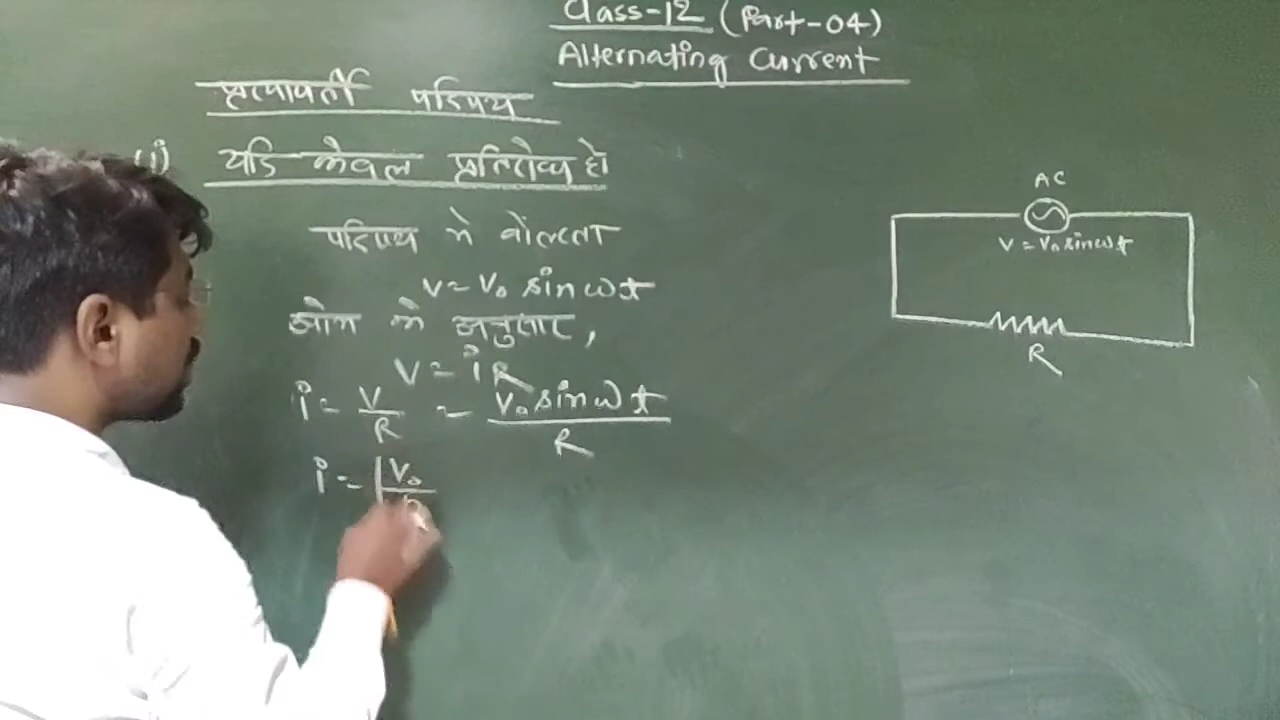 Class-12 (Part-04)
Alternating Current
प्रत्यावर्ती परिपथ
(i) यदि केवल प्रतिरोध हो
परिपथ में वोल्टता
V = V₀ sin ωt
ओम के अनुसार,
V = iR
i = V/R = V₀ sin ωt/R
i = |V₀/R
AC
V = V₀ sin ωt
R